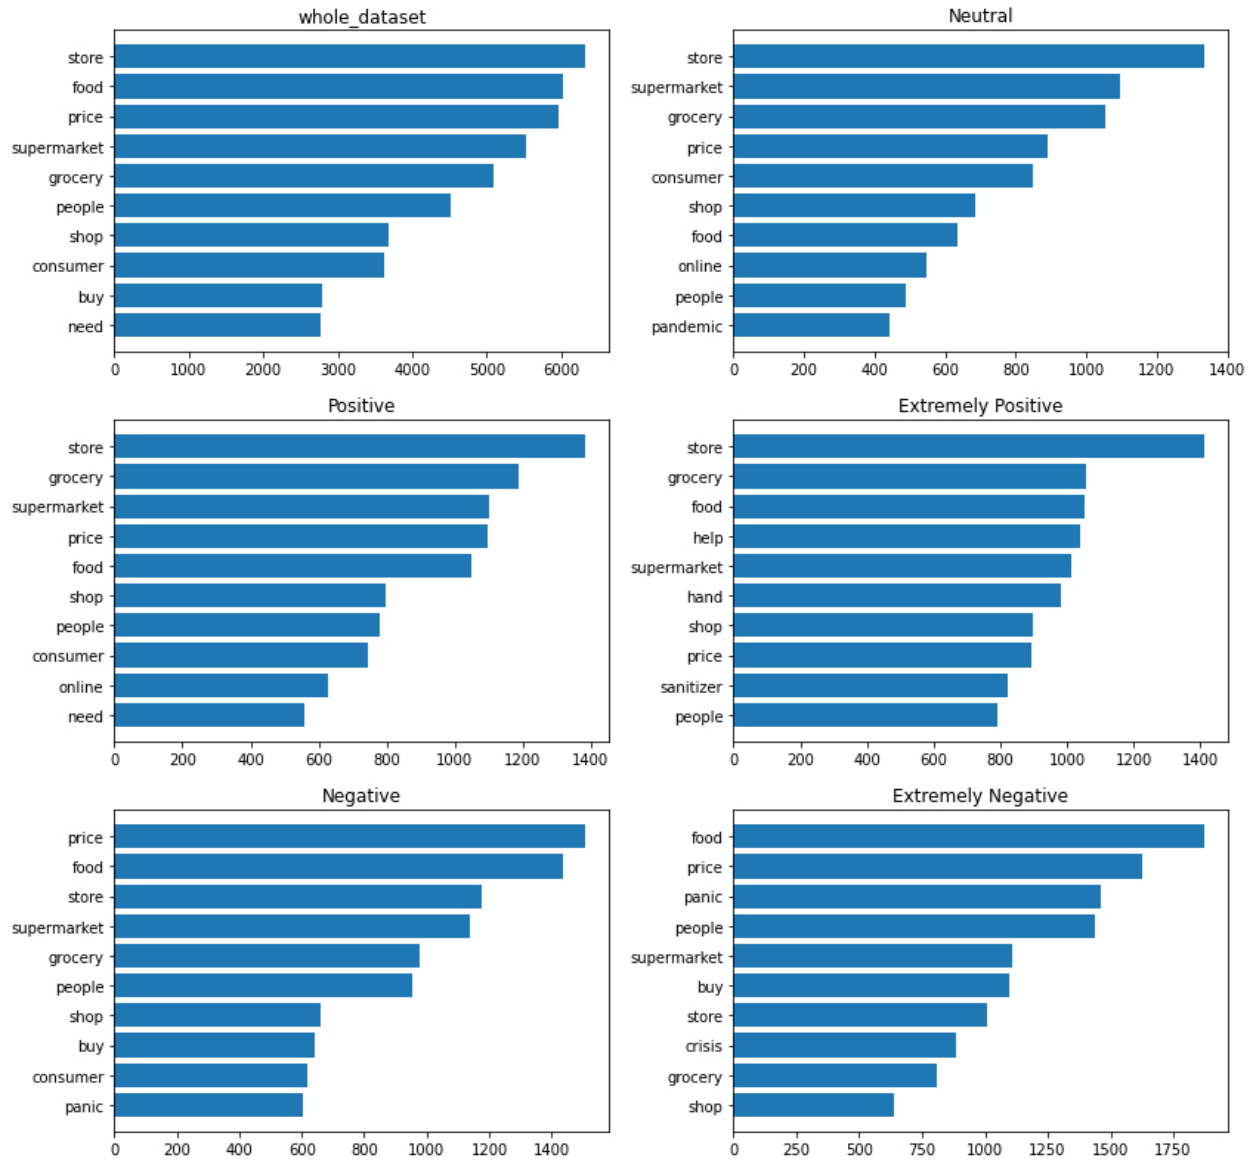 whole_dataset
store
food
price
supermarket
grocery
people
shop
consumer
buy
need
0 1000 2000 3000 4000 5000 6000
Neutral
store
supermarket
grocery
price
consumer
shop
food
online
people
pandemic
0 200 400 600 800 1000 1200 1400
Positive
store
grocery
supermarket
price
food
shop
people
consumer
online
need
0 200 400 600 800 1000 1200 1400
Extremely Positive
store
grocery
food
help
supermarket
hand
shop
price
sanitizer
people
0 200 400 600 800 1000 1200 1400
Negative
price
food
store
supermarket
grocery
people
shop
buy
consumer
panic
0 200 400 600 800 1000 1200 1400
Extremely Negative
food
price
panic
people
supermarket
buy
store
crisis
grocery
shop
0 250 500 750 1000 1250 1500 1750